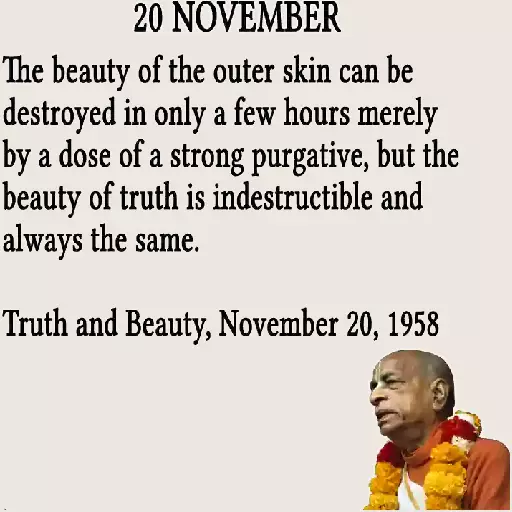 20 NOVEMBER
The beauty of the outer skin can be
destroyed in only a few hours merely
by a dose of a strong purgative, but the
beauty of truth is indestructible and
always the same.
Truth and Beauty, November 20, 1958